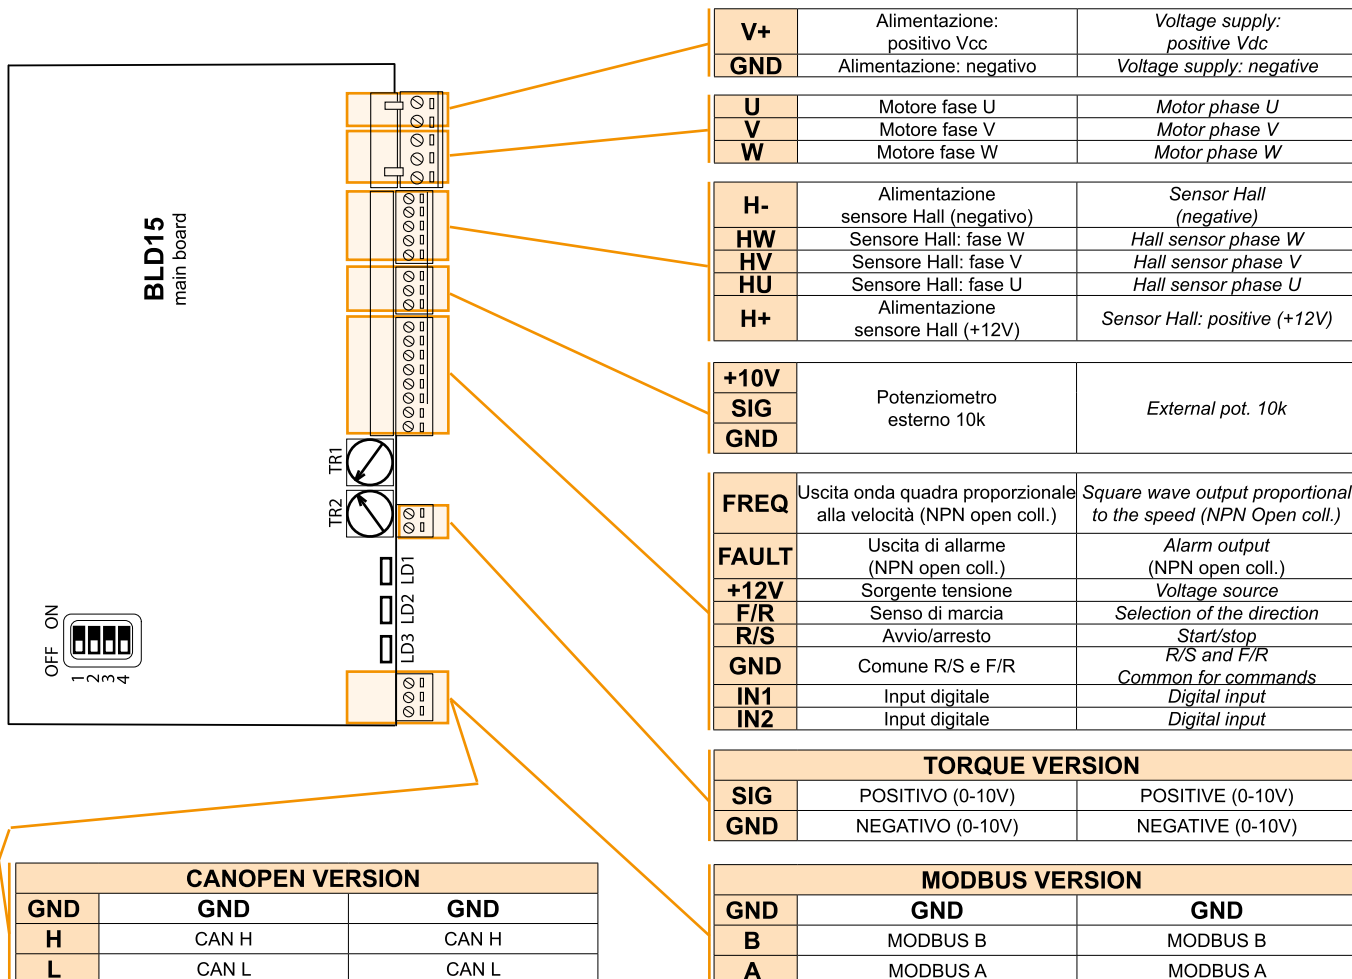 V+
Alimentazione:
positivo Vcc
Voltage supply:
positive Vdc
GND
Alimentazione: negativo
Voltage supply: negative
U
Motore fase U
Motor phase U
V
Motore fase V
Motor phase V
W
Motore fase W
Motor phase W
H-
Alimentazione
sensore Hall (negativo)
Sensor Hall
(negative)
HW
Sensore Hall: fase W
Hall sensor phase W
HV
Sensore Hall: fase V
Hall sensor phase V
HU
Sensore Hall: fase U
Hall sensor phase U
H+
Alimentazione
sensore Hall (+12V)
Sensor Hall: positive (+12V)
+10V
SIG
GND
Potenziometro
esterno 10k
External pot. 10k
FREQ
Uscita onda quadra proporzionale
alla velocità (NPN open coll.)
Square wave output proportional
to the speed (NPN Open coll.)
FAULT
Uscita di allarme
(NPN open coll.)
Alarm output
(NPN open coll.)
+12V
Sorgente tensione
Voltage source
F/R
Senso di marcia
Selection of the direction
R/S
Avvio/arresto
Start/stop
GND
Comune R/S e F/R
R/S and F/R
Common for commands
IN1
Input digitale
Digital input
IN2
Input digitale
Digital input
TORQUE VERSION
SIG
POSITIVO (0-10V)
POSITIVE (0-10V)
GND
NEGATIVO (0-10V)
NEGATIVE (0-10V)
MODBUS VERSION
GND
GND
GND
B
MODBUS B
MODBUS B
A
MODBUS A
MODBUS A
BLD15
main board
TR1
TR2
LD1
LD2
LD3
OFF ON
1
2
3
4
CANOPEN VERSION
GND
GND
GND
H
CAN H
CAN H
L
CAN L
CAN L